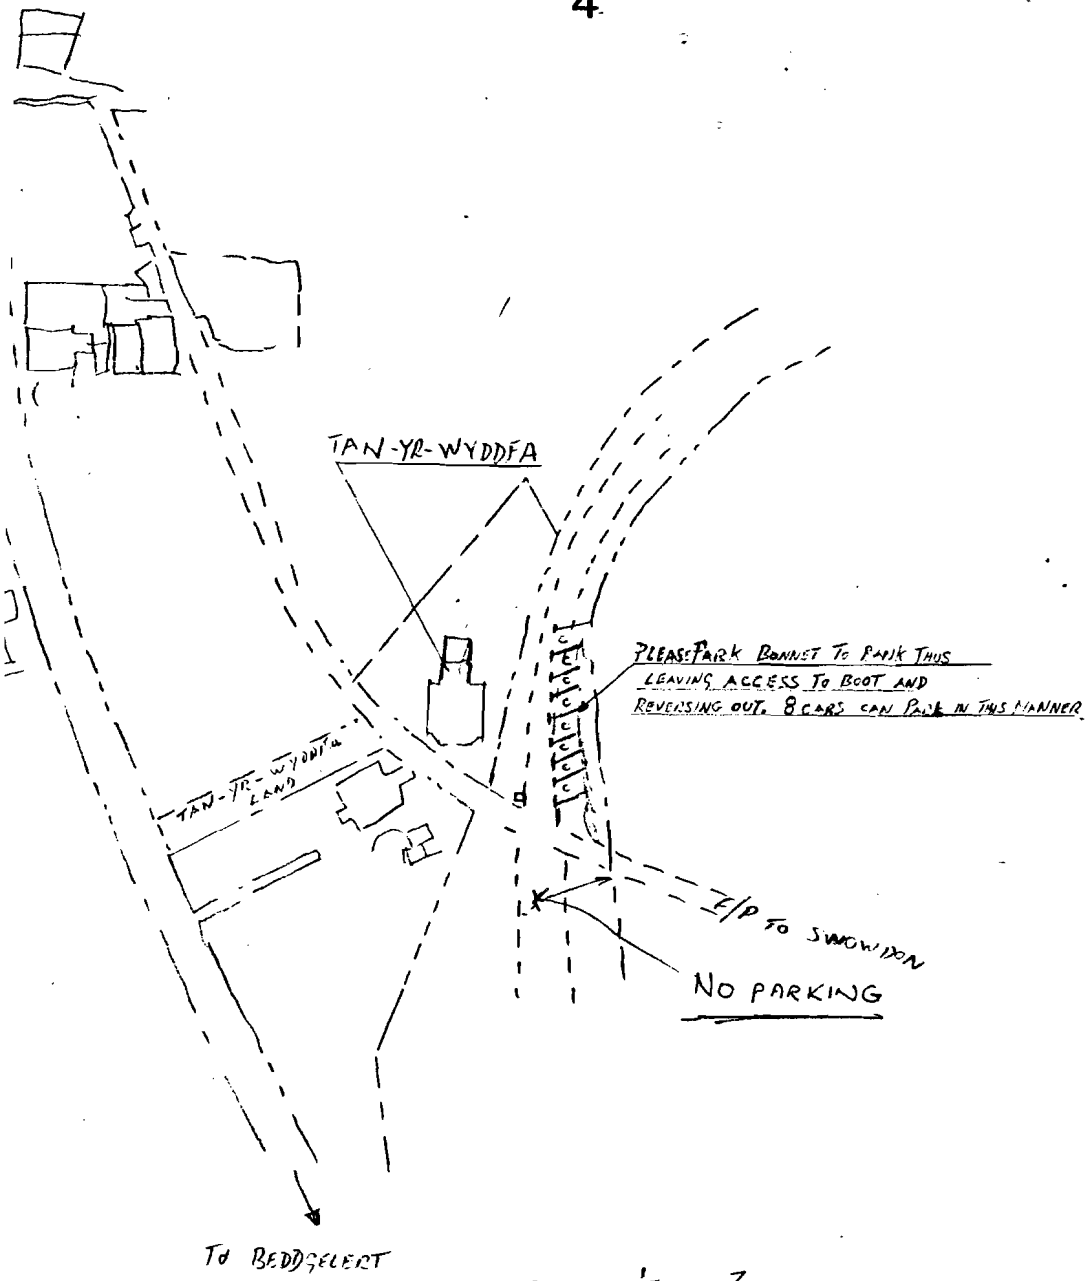 4
TAN-YR-WYDDFA
PLEASE PARK BONNET TO BANK THUS
LEAVING ACCESS TO BOOT AND
REVERSING OUT. 8 CARS CAN PARK IN THIS MANNER
C
C
C
C
C
C
C
C
TAN-YR-WYDDFA
LAND
F/P TO SNOWDON
NO PARKING
TO BEDDGELERT